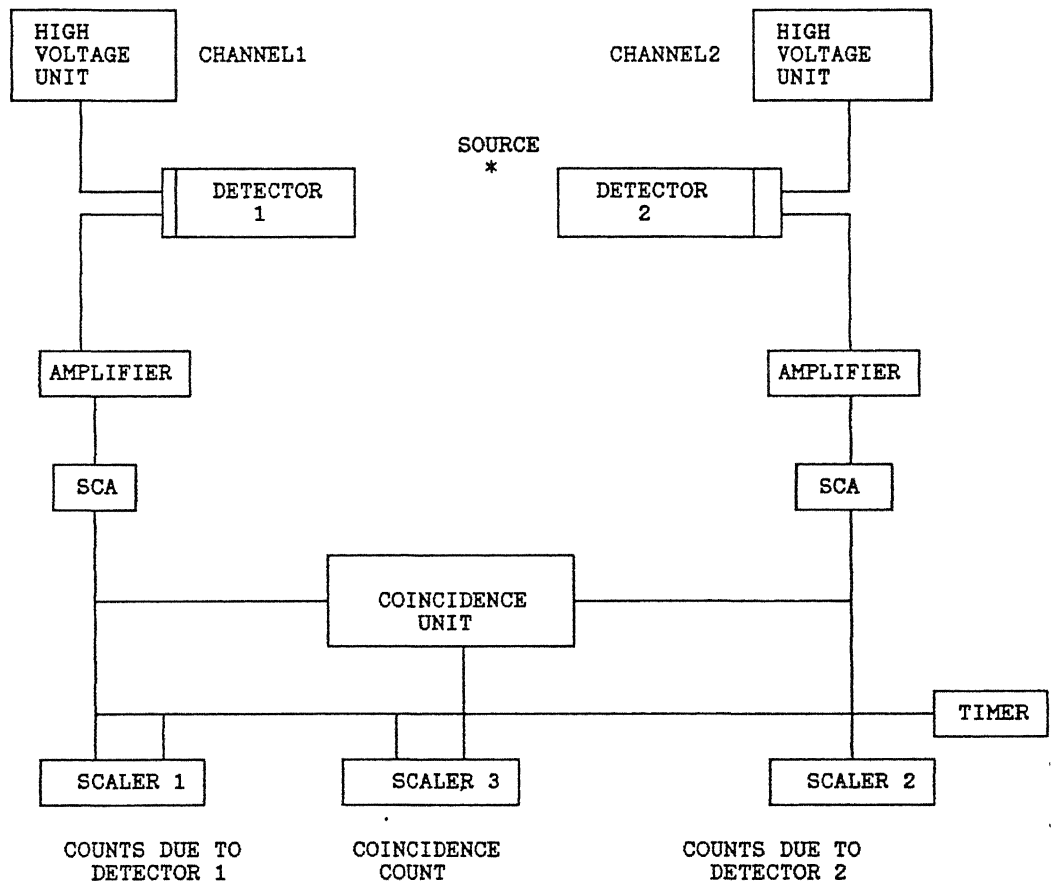 HIGH
VOLTAGE
UNIT
CHANNEL1
CHANNEL2
HIGH
VOLTAGE
UNIT
SOURCE
*
DETECTOR
1
DETECTOR
2
AMPLIFIER
AMPLIFIER
SCA
SCA
COINCIDENCE
UNIT
TIMER
SCALER 1
SCALER 3
SCALER 2
COUNTS DUE TO
DETECTOR 1
COINCIDENCE
COUNT
COUNTS DUE TO
DETECTOR 2